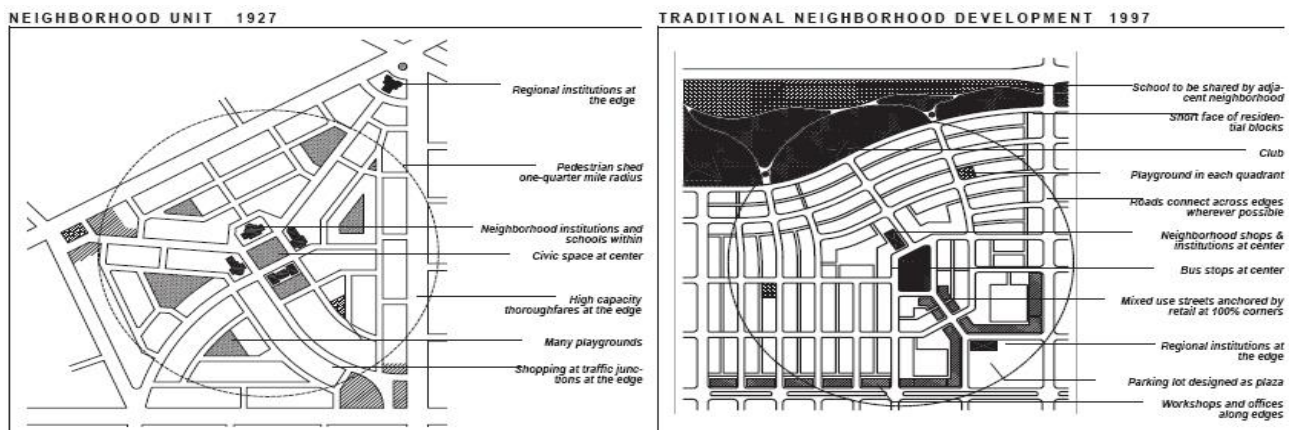 NEIGHBORHOOD UNIT 1927
Regional institutions at
the edge
Pedestrian shed
one-quarter mile radius
Neighborhood institutions and
schools within
Civic space at center
High capacity
thoroughfares at the edge
Many playgrounds
Shopping at traffic junc-
tions at the edge
TRADITIONAL NEIGHBORHOOD DEVELOPMENT 1997
School to be shared by adja-
cent neighborhood
Short face of residen-
tial blocks
Club
Playground in each quadrant
Roads connect across edges
wherever possible
Neighborhood shops &
institutions at center
Bus stops at center
Mixed use streets anchored by
retail at 100% corners
Regional institutions at
the edge
Parking lot designed as plaza
Workshops and offices
along edges